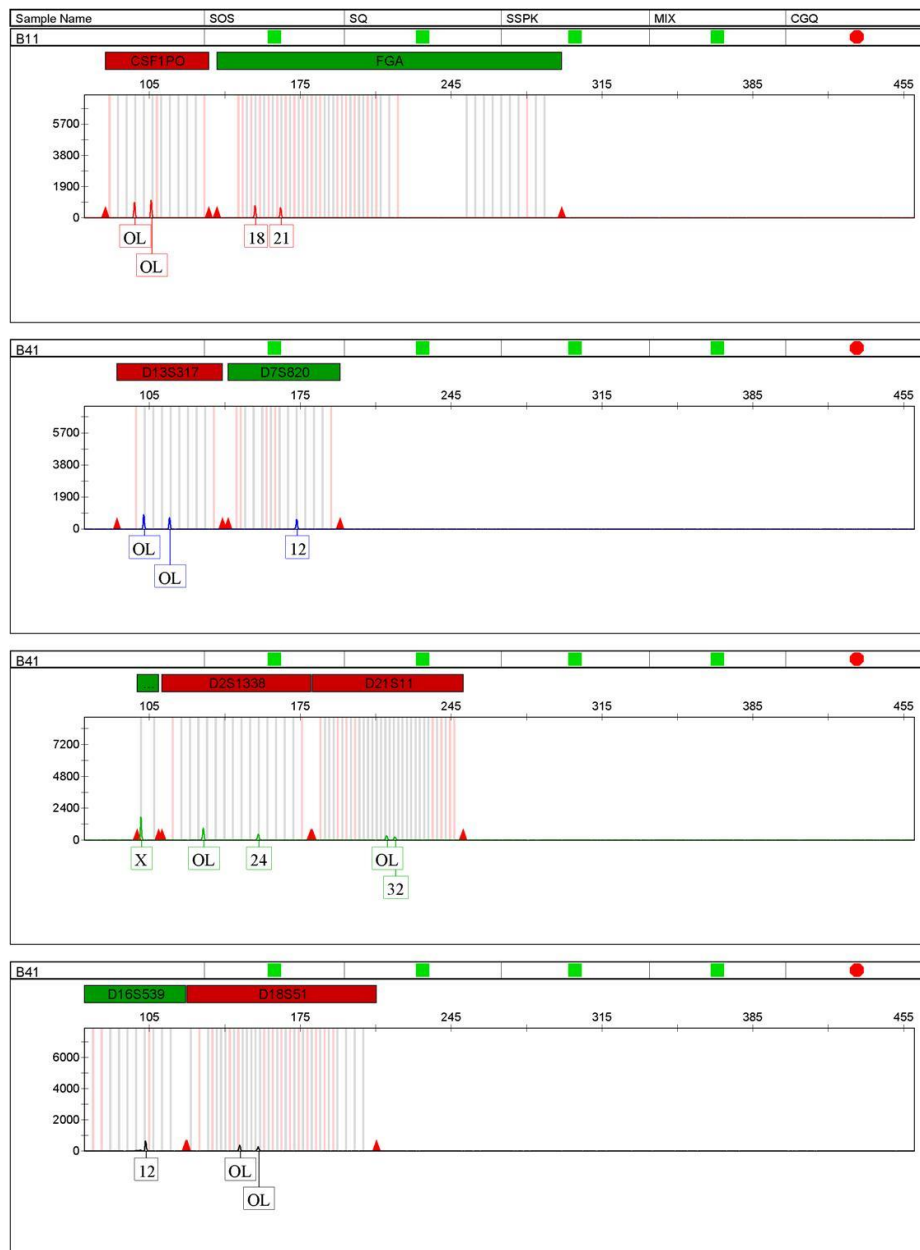 Sample Name SOS SQ SSPK MIX CGQ
B11
CSF1PO FGA
105 175 245 315 385 455
5700
3800
1900
0
OL 18 21
OL
B41
D13S317 D7S820
105 175 245 315 385 455
5700
3800
1900
0
OL 12
OL
B41
D2S1338 D21S11
105 175 245 315 385 455
7200
4800
2400
0
X OL 24 OL
32
B41
D16S539 D18S51
105 175 245 315 385 455
6000
4000
2000
0
12 OL
OL